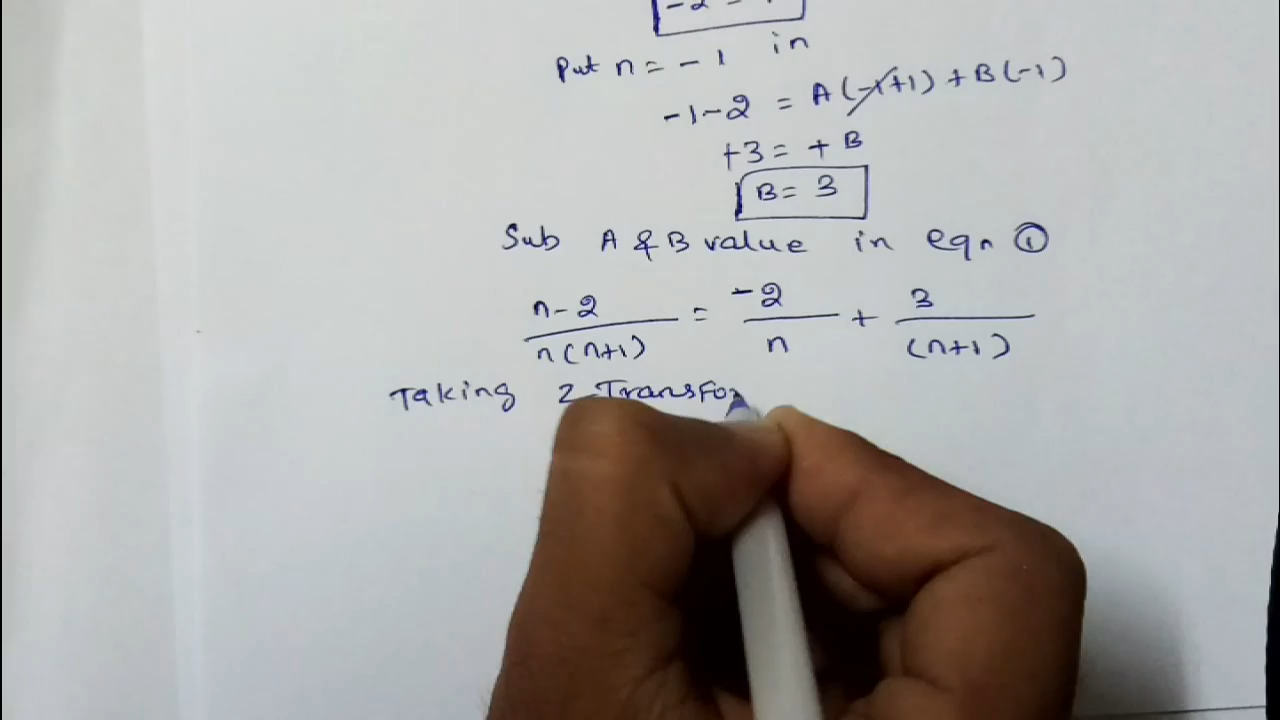 Put n = -1 in
-1-2 = A(-1+1) + B(-1)
+3 = +B
B = 3
Sub A & B value in eqn ①
n-2 / n(n+1) = -2 / n + 3 / (n+1)
Taking Z-Transfor